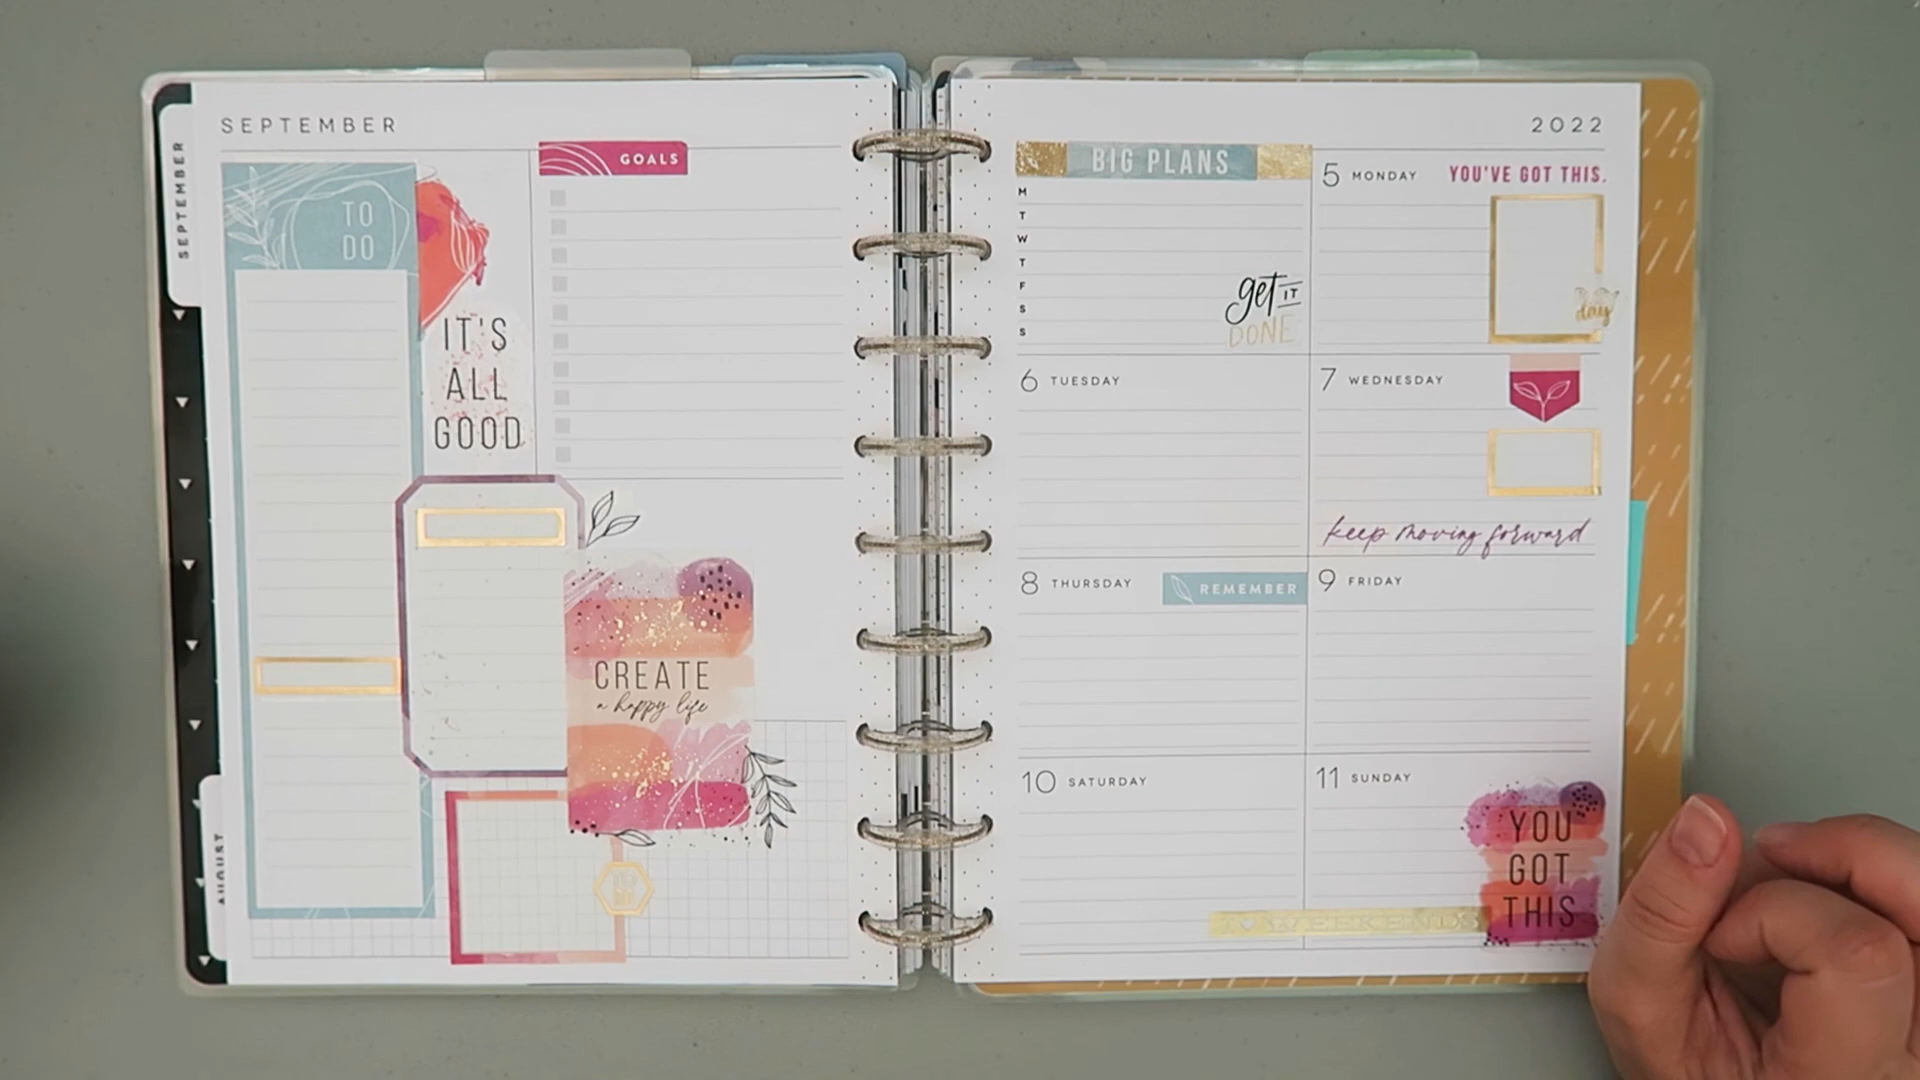 SEPTEMBER
SEPTEMBER
TO
DO
GOALS
IT'S
ALL
GOOD
CREATE
a happy life
AUGUST
2022
BIG PLANS
M
T
W
T
F
S
S
get IT
DONE
5 MONDAY
YOU'VE GOT THIS.
day
6 TUESDAY
7 WEDNESDAY
keep moving forward
8 THURSDAY
REMEMBER
9 FRIDAY
10 SATURDAY
11 SUNDAY
YOU
GOT
THIS
WEEKENDS